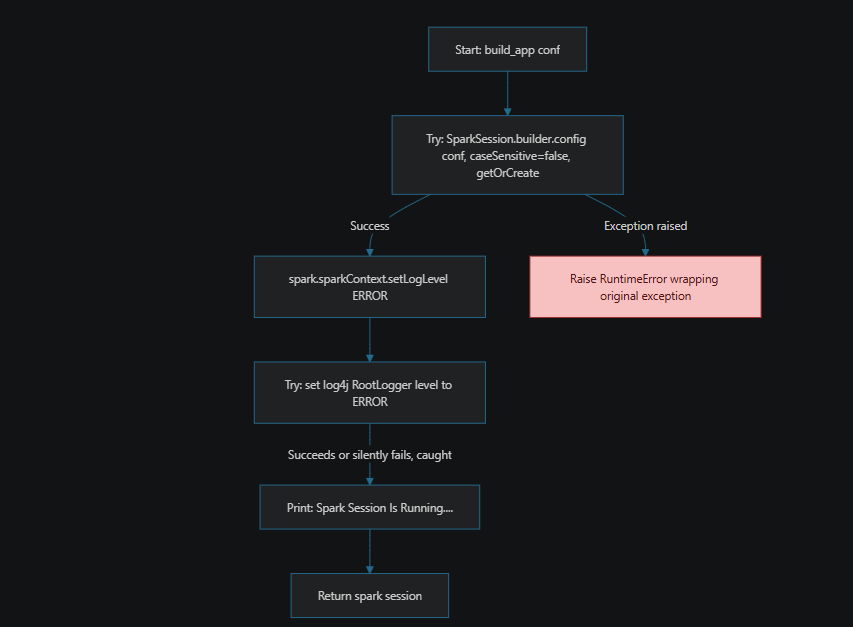 Start: build_app conf
Try: SparkSession.builder.config
conf, caseSensitive=false,
getOrCreate
Success
Exception raised
spark.sparkContext.setLogLevel
ERROR
Raise RuntimeError wrapping
original exception
Try: set log4j RootLogger level to
ERROR
Succeeds or silently fails, caught
Print: Spark Session Is Running....
Return spark session